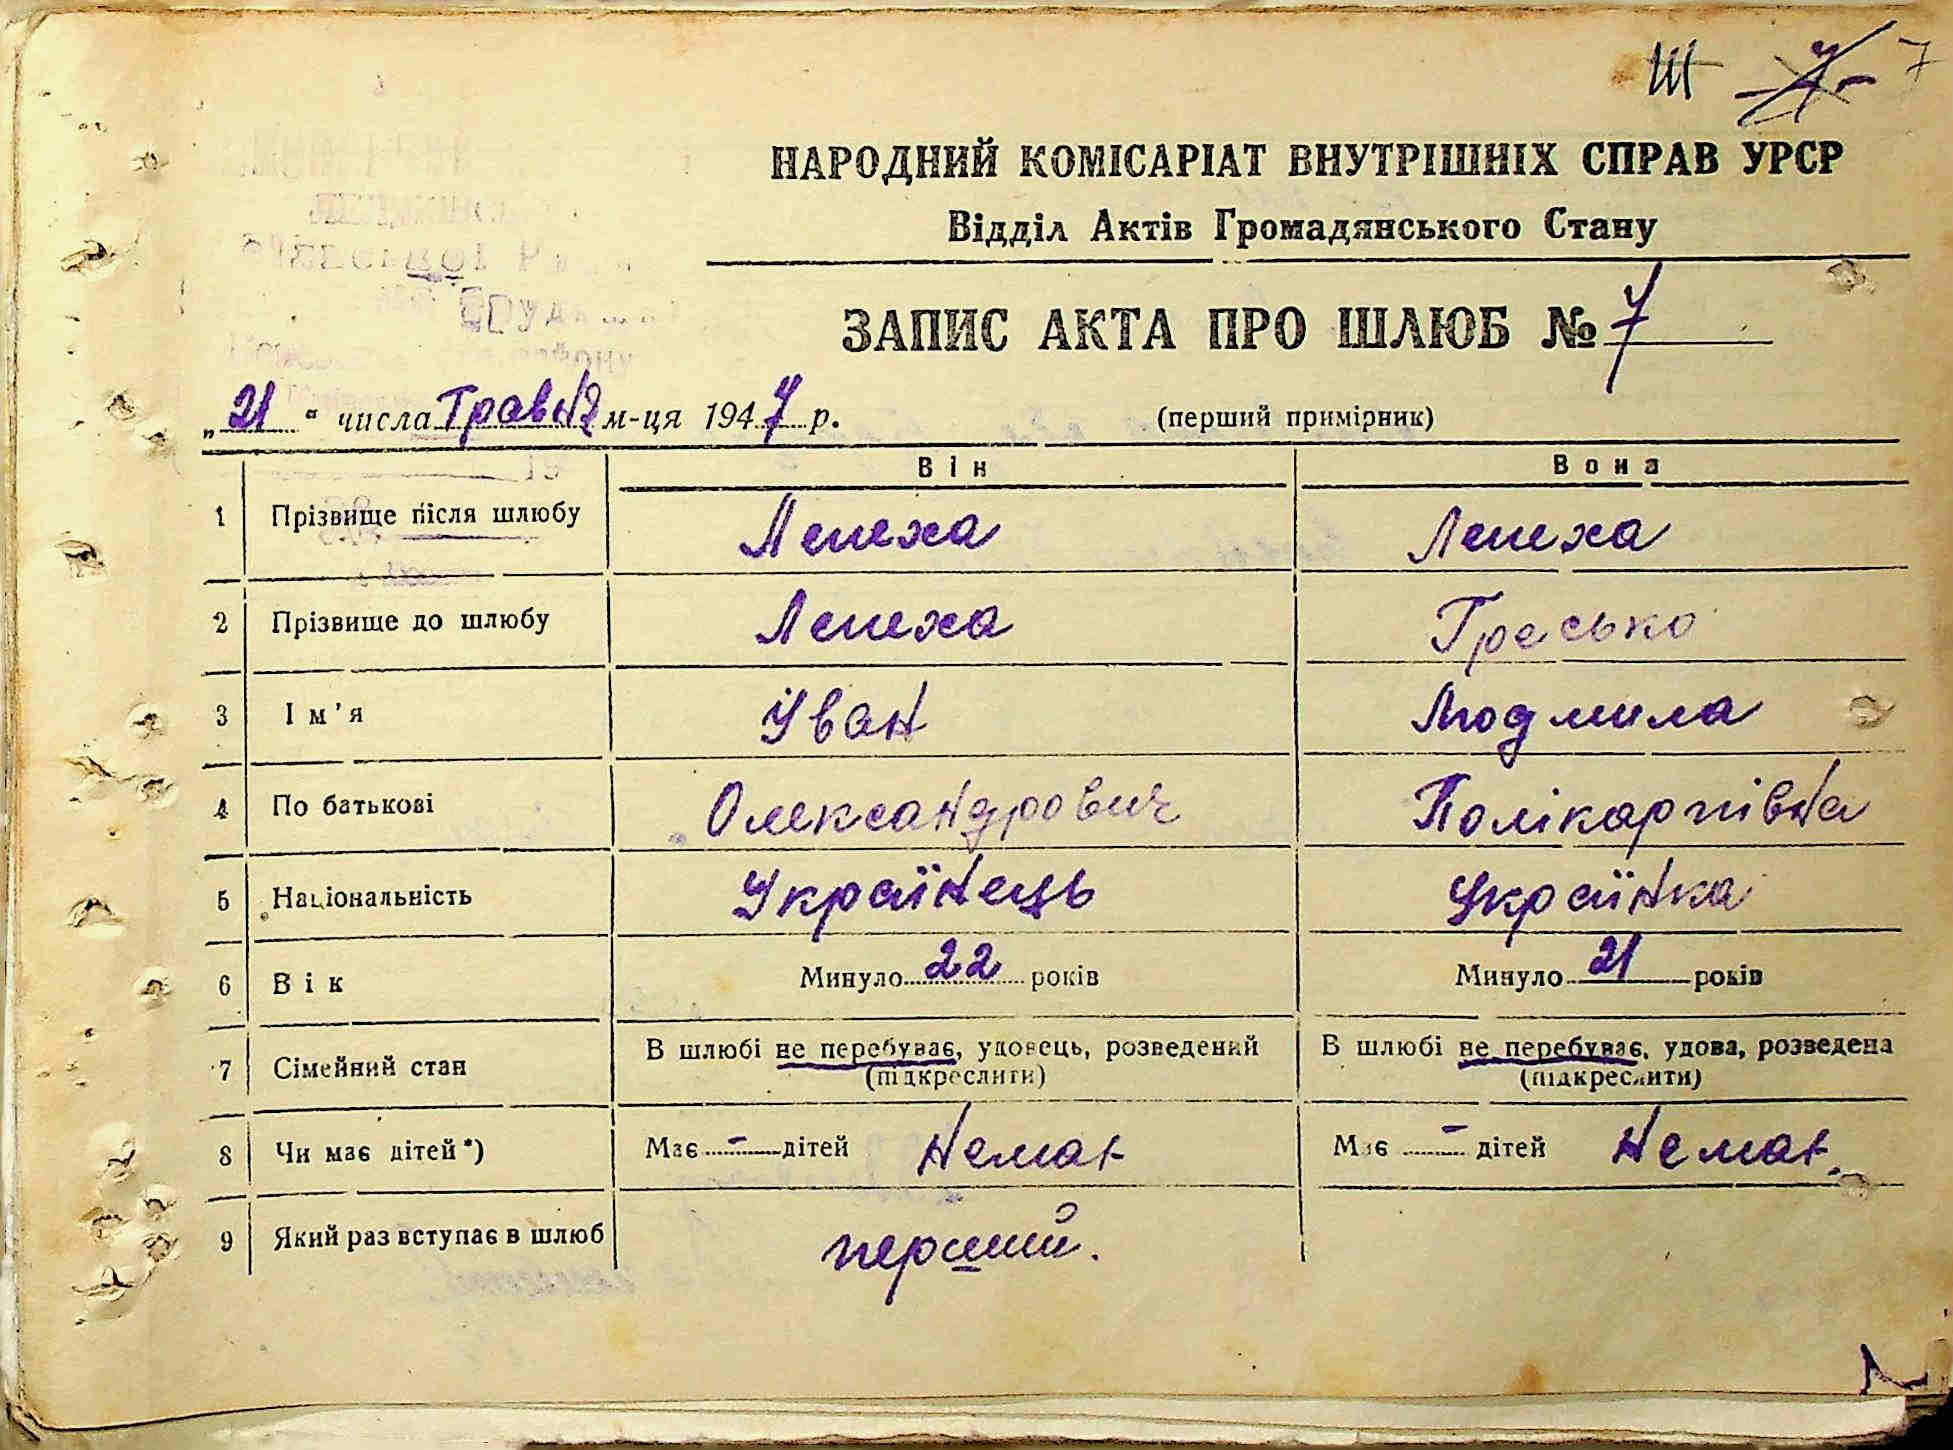 Ш 7 7
НАРОДНИЙ КОМІСАРІАТ ВНУТРІШНІХ СПРАВ УРСР
Відділ Актів Громадянського Стану
ЗАПИС АКТА ПРО ШЛЮБ № 7
„21“ числа Травня м-ця 1947 р. (перший примірник)
Він Вона
1 Прізвище після шлюбу Лепеха Лепеха
2 Прізвище до шлюбу Лепеха Гресько
3 Ім'я Іван Людмила
4 По батькові Олександрович Полікарпівна
5 Національність Українець Українка
6 Вік Минуло 22 років Минуло 21 років
7 Сімейний стан В шлюбі не перебуває, удовець, розведений В шлюбі не перебуває, удова, розведена
(підкреслити) (підкреслити)
8 Чи має дітей*) Має - дітей Немає Має - дітей Немає.
9 Який раз вступає в шлюб перший.